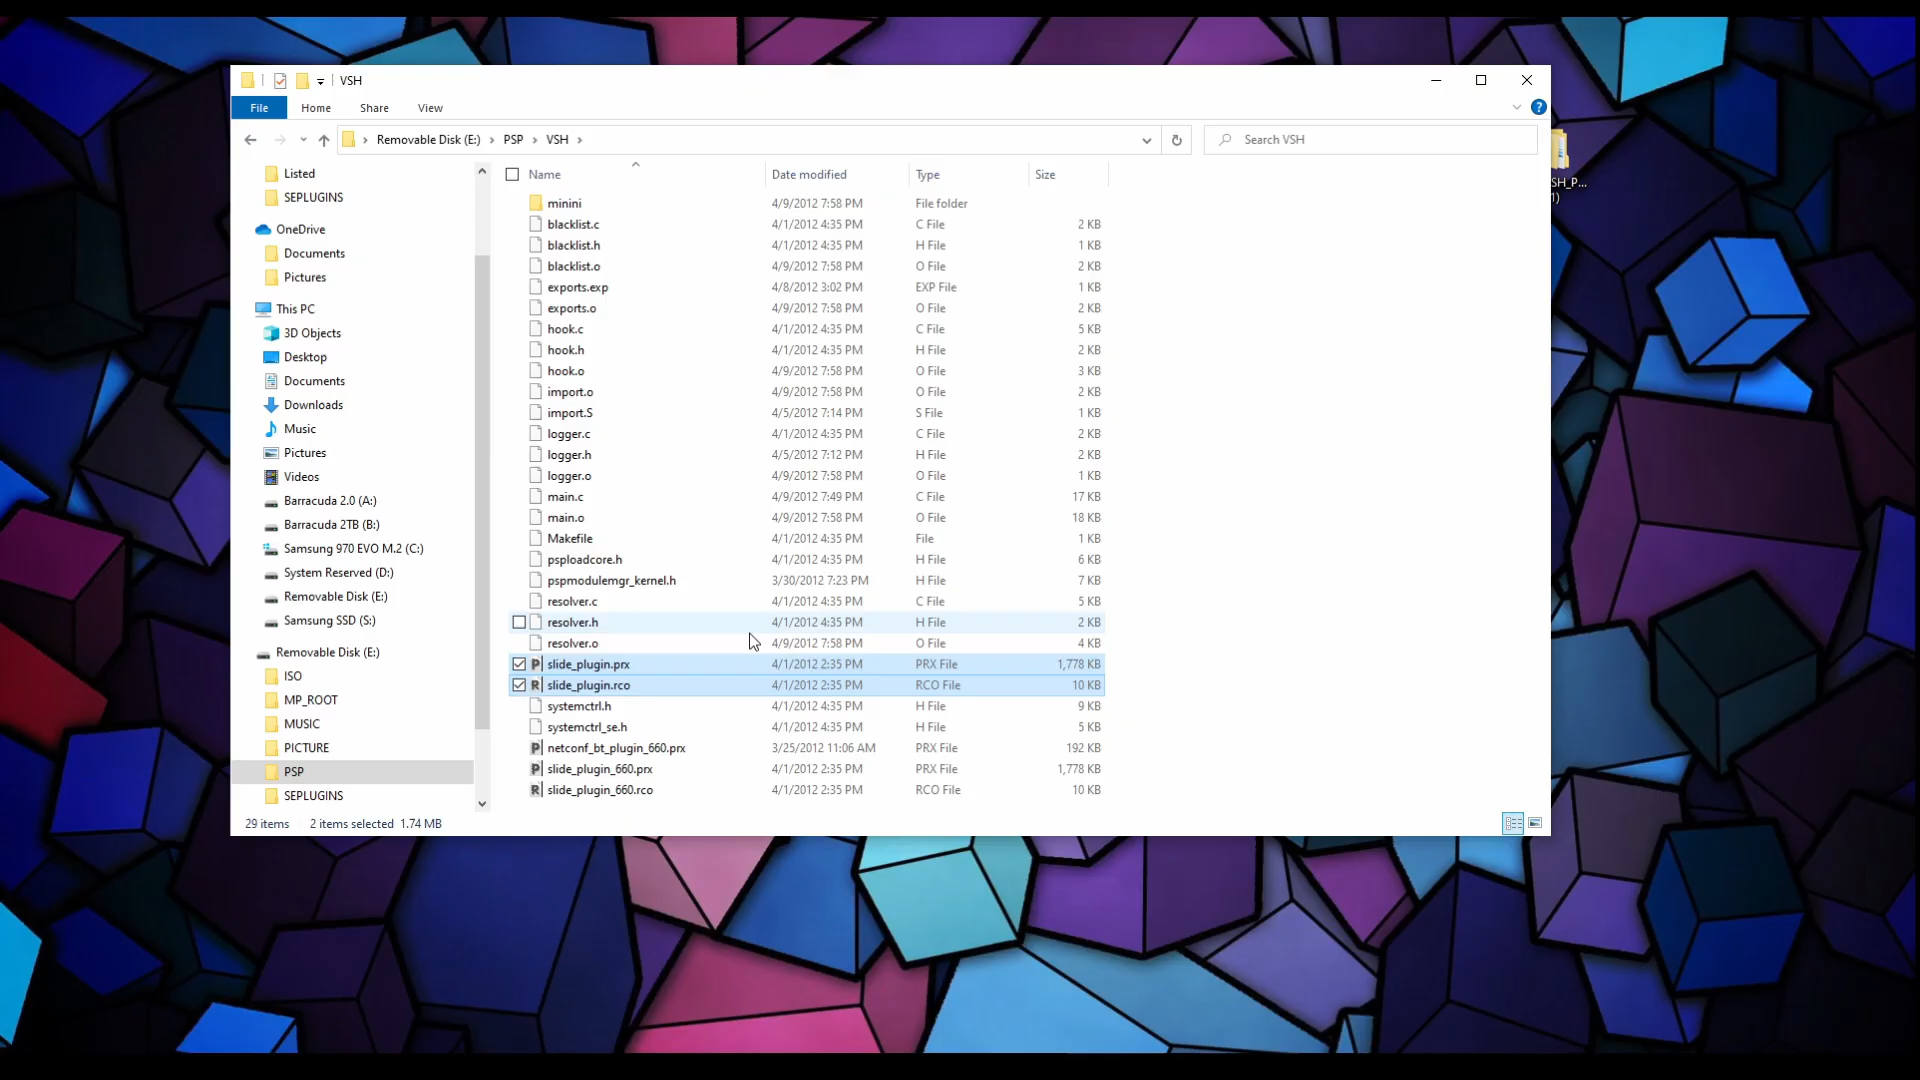 VSH
File Home Share View
Removable Disk (E:) PSP VSH
Search VSH
Listed
SEPLUGINS
OneDrive
Documents
Pictures
This PC
3D Objects
Desktop
Documents
Downloads
Music
Pictures
Videos
Barracuda 2.0 (A:)
Barracuda 2TB (B:)
Samsung 970 EVO M.2 (C:)
System Reserved (D:)
Removable Disk (E:)
Samsung SSD (S:)
Removable Disk (E:)
ISO
MP_ROOT
MUSIC
PICTURE
PSP
SEPLUGINS
Name Date modified Type Size
minini 4/9/2012 7:58 PM File folder
blacklist.c 4/1/2012 4:35 PM C File 2 KB
blacklist.h 4/1/2012 4:35 PM H File 1 KB
blacklist.o 4/9/2012 7:58 PM O File 2 KB
exports.exp 4/8/2012 3:02 PM EXP File 1 KB
exports.o 4/9/2012 7:58 PM O File 2 KB
hook.c 4/1/2012 4:35 PM C File 5 KB
hook.h 4/1/2012 4:35 PM H File 2 KB
hook.o 4/9/2012 7:58 PM O File 3 KB
import.o 4/9/2012 7:58 PM O File 2 KB
import.S 4/5/2012 7:14 PM S File 1 KB
logger.c 4/1/2012 4:35 PM C File 2 KB
logger.h 4/5/2012 7:12 PM H File 2 KB
logger.o 4/9/2012 7:58 PM O File 1 KB
main.c 4/9/2012 7:49 PM C File 17 KB
main.o 4/9/2012 7:58 PM O File 18 KB
Makefile 4/1/2012 4:35 PM File 1 KB
psploadcore.h 4/1/2012 4:35 PM H File 6 KB
pspmodulemgr_kernel.h 3/30/2012 7:23 PM H File 7 KB
resolver.c 4/1/2012 4:35 PM C File 5 KB
resolver.h 4/1/2012 4:35 PM H File 2 KB
resolver.o 4/9/2012 7:58 PM O File 4 KB
slide_plugin.prx 4/1/2012 2:35 PM PRX File 1,778 KB
slide_plugin.rco 4/1/2012 2:35 PM RCO File 10 KB
systemctrl.h 4/1/2012 4:35 PM H File 9 KB
systemctrl_se.h 4/1/2012 4:35 PM H File 5 KB
netconf_bt_plugin_660.prx 3/25/2012 11:06 AM PRX File 192 KB
slide_plugin_660.prx 4/1/2012 2:35 PM PRX File 1,778 KB
slide_plugin_660.rco 4/1/2012 2:35 PM RCO File 10 KB
29 items 2 items selected 1.74 MB
SH_P...
1)